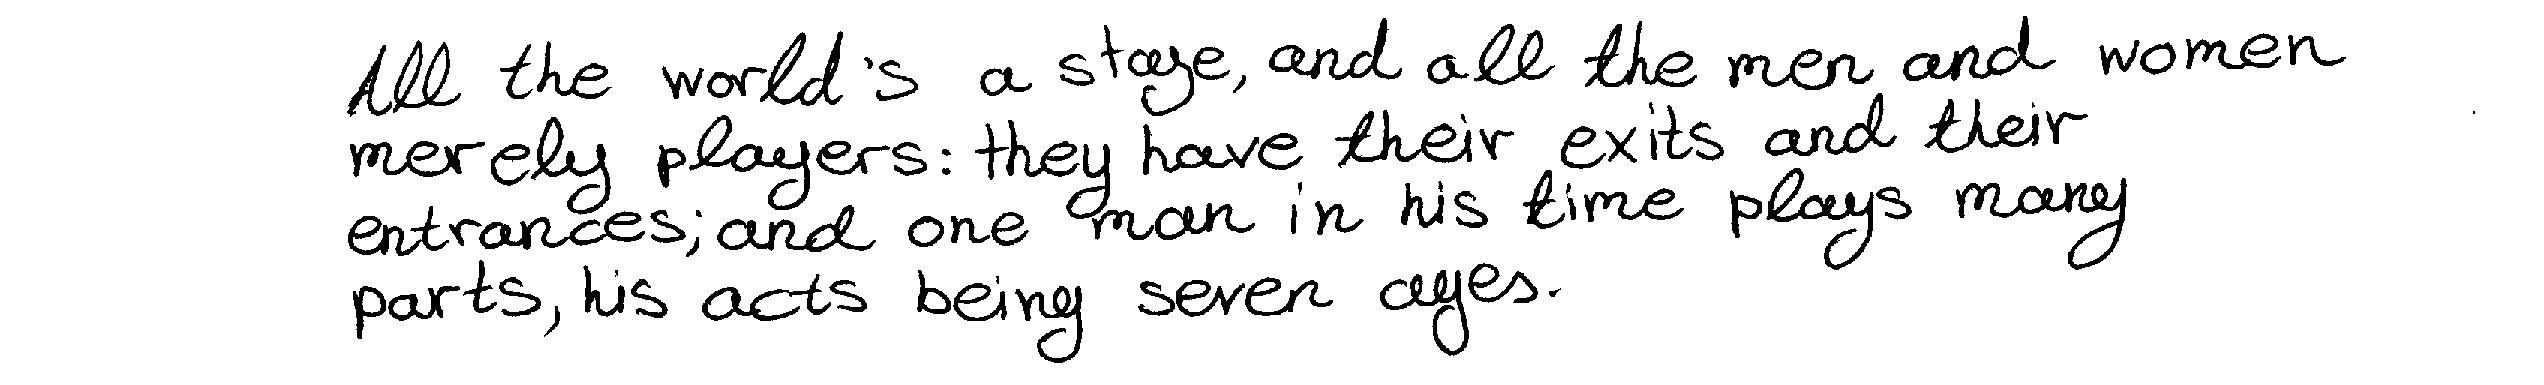 All the world's a stage, and all the men and women
merely players: they have their exits and their
entrances; and one man in his time plays many
parts, his acts being seven ages.